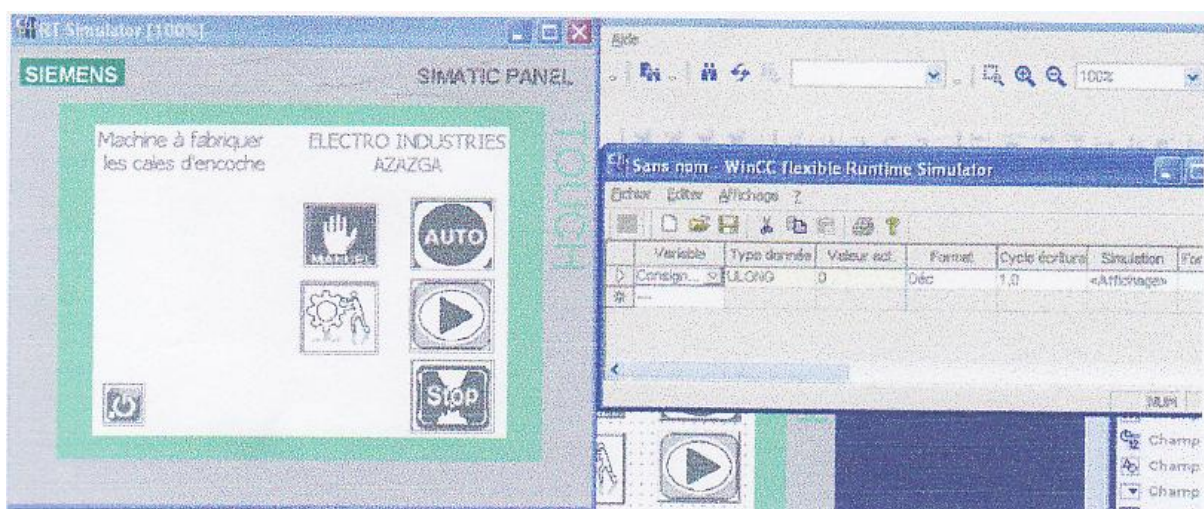 RT Simulator [100%]
SIEMENS
SIMATIC PANEL
TOUCH
Machine à fabriquer
les cales d'encoche
ELECTRO INDUSTRIES
AZAZGA
MANUEL
AUTO
Stop
Aide
100%
Sans nom - WinCC flexible Runtime Simulator
Fichier Editer Affichage ?
Variable Type donnée Valeur act. Format Cycle écriture Simulation For
Consign... ULONG 0 Déc 1,0 <Affichage>
---
NUM
Champ
Champ
Champ